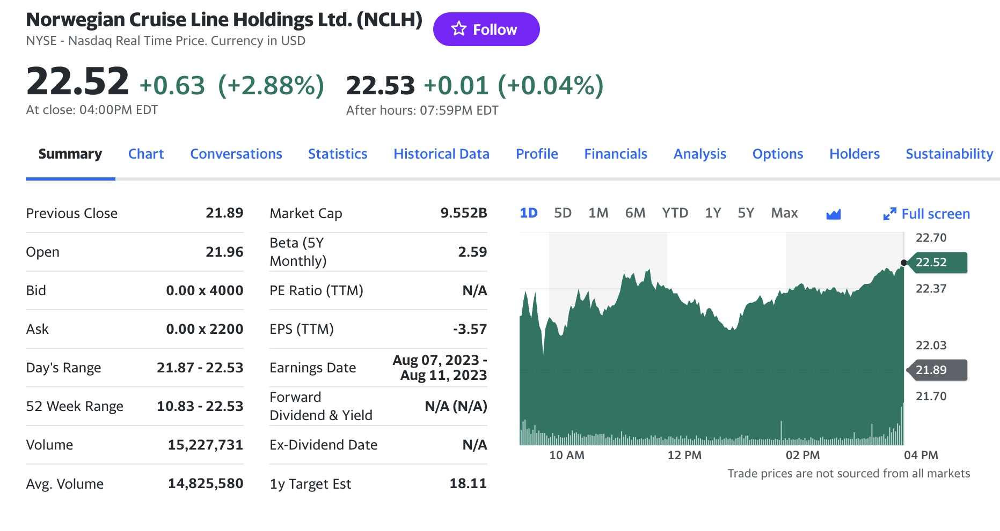 Norwegian Cruise Line Holdings Ltd. (NCLH)
Follow
NYSE - Nasdaq Real Time Price. Currency in USD
22.52 +0.63 (+2.88%) 22.53 +0.01 (+0.04%)
At close: 04:00PM EDT After hours: 07:59PM EDT
Summary Chart Conversations Statistics Historical Data Profile Financials Analysis Options Holders Sustainability
Previous Close 21.89
Open 21.96
Bid 0.00 x 4000
Ask 0.00 x 2200
Day's Range 21.87 - 22.53
52 Week Range 10.83 - 22.53
Volume 15,227,731
Avg. Volume 14,825,580
Market Cap 9.552B
Beta (5Y
Monthly) 2.59
PE Ratio (TTM) N/A
EPS (TTM) -3.57
Earnings Date Aug 07, 2023 -
Aug 11, 2023
Forward
Dividend & Yield N/A (N/A)
Ex-Dividend Date N/A
1y Target Est 18.11
1D 5D 1M 6M YTD 1Y 5Y Max Full screen
22.70
22.52
22.37
22.03
21.89
21.70
10 AM 12 PM 02 PM 04 PM
Trade prices are not sourced from all markets